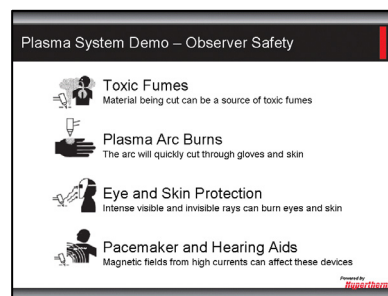 Plasma System Demo – Observer Safety
Toxic Fumes
Material being cut can be a source of toxic fumes
Plasma Arc Burns
The arc will quickly cut through gloves and skin
Eye and Skin Protection
Intense visible and invisible rays can burn eyes and skin
Pacemaker and Hearing Aids
Magnetic fields from high currents can affect these devices
Powered by
Hypertherm